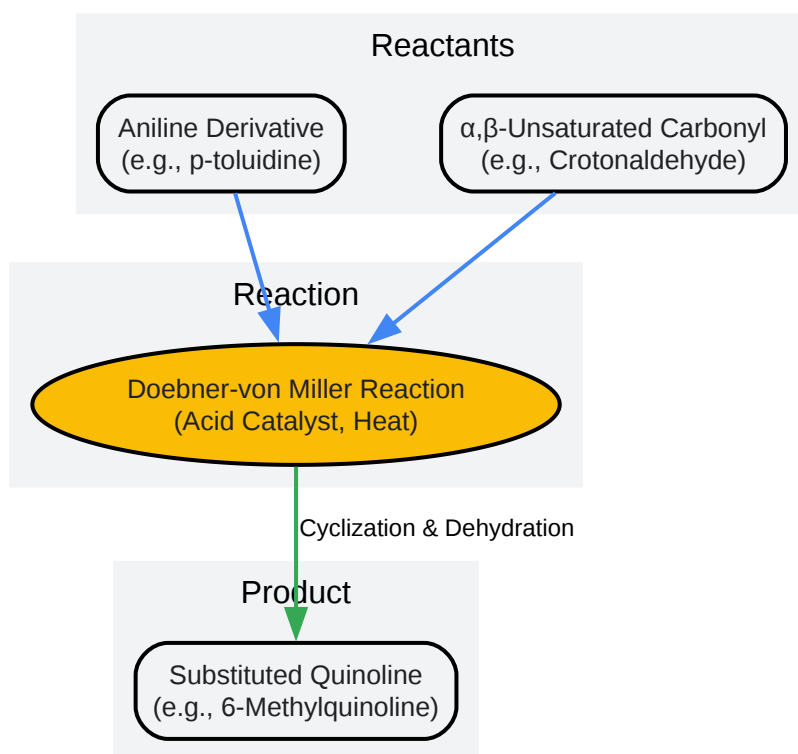 Reactants
Aniline Derivative
(e.g., p-toluidine)
α,β-Unsaturated Carbonyl
(e.g., Crotonaldehyde)
Reaction
Doebner-von Miller Reaction
(Acid Catalyst, Heat)
Cyclization & Dehydration
Product
Substituted Quinoline
(e.g., 6-Methylquinoline)